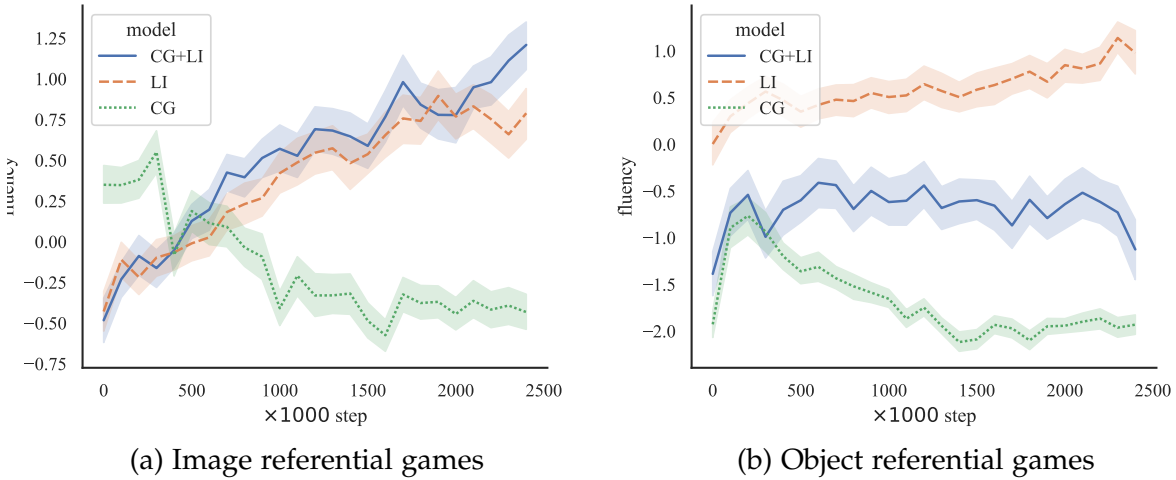 model
CG+LI
LI
CG
1.25
1.00
0.75
0.50
0.25
0.00
−0.25
−0.50
−0.75
fluency
0
500
1000
1500
2000
2500
×1000 step
(a) Image referential games
model
CG+LI
LI
CG
1.0
0.5
0.0
−0.5
−1.0
−1.5
−2.0
fluency
0
500
1000
1500
2000
2500
×1000 step
(b) Object referential games